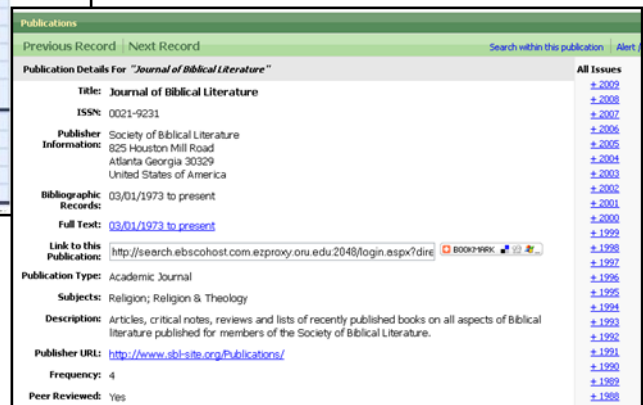 Publications
Previous Record | Next Record
Search within this publication | Alert /
Publication Details For "Journal of Biblical Literature"
Title: Journal of Biblical Literature
ISSN: 0021-9231
Publisher Information: Society of Biblical Literature
825 Houston Mill Road
Atlanta Georgia 30329
United States of America
Bibliographic Records: 03/01/1973 to present
Full Text: 03/01/1973 to present
Link to this Publication: http://search.ebscohost.com.ezproxy.oru.edu:2048/login.aspx?dire
BOOKMARK
Publication Type: Academic Journal
Subjects: Religion; Religion & Theology
Description: Articles, critical notes, reviews and lists of recently published books on all aspects of Biblical
literature published for members of the Society of Biblical Literature.
Publisher URL: http://www.sbl-site.org/Publications/
Frequency: 4
Peer Reviewed: Yes
All Issues
+ 2009
+ 2008
+ 2007
+ 2006
+ 2005
+ 2004
+ 2003
+ 2002
+ 2001
+ 2000
+ 1999
+ 1998
+ 1997
+ 1996
+ 1995
+ 1994
+ 1993
+ 1992
+ 1991
+ 1990
+ 1989
+ 1988